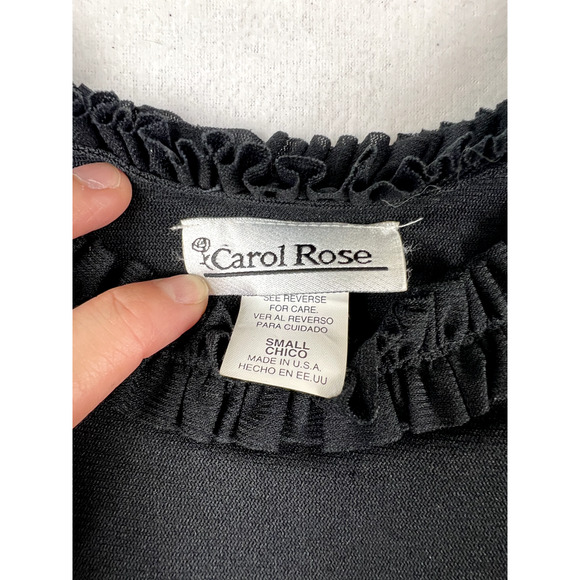 Carol Rose
SEE REVERSE
FOR CARE.
VER AL REVERSO
PARA CUIDADO
SMALL
CHICO
MADE IN U.S.A.
HECHO EN EE.UU